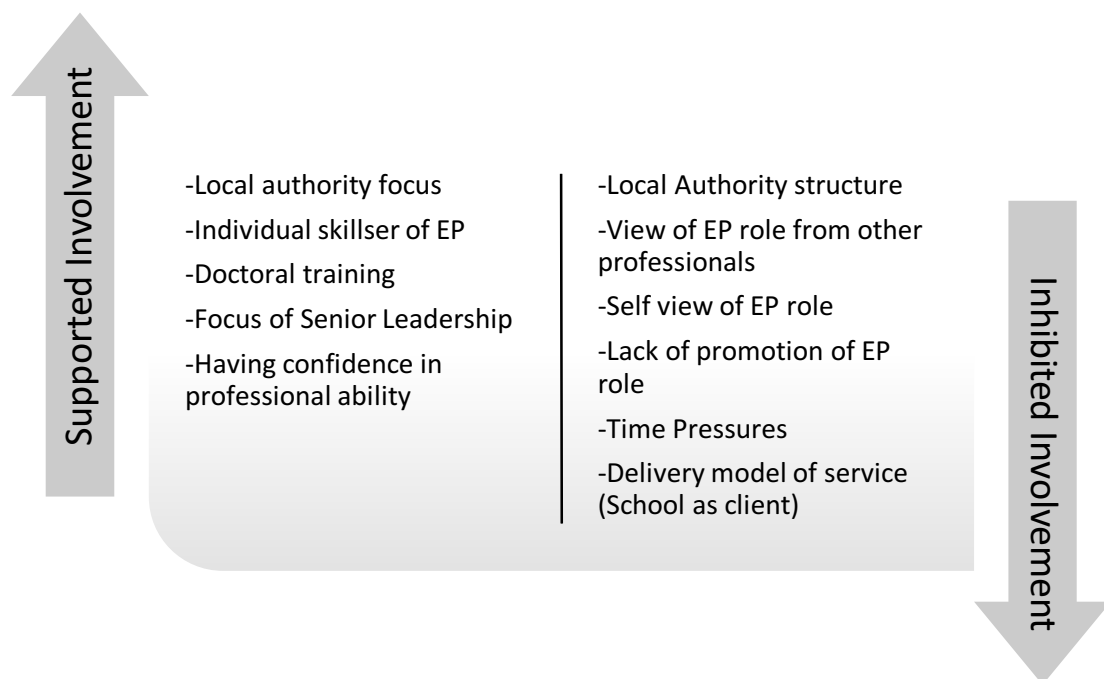 Supported Involvement
-Local authority focus
-Individual skillser of EP
-Doctoral training
-Focus of Senior Leadership
-Having confidence in
professional ability
-Local Authority structure
-View of EP role from other
professionals
-Self view of EP role
-Lack of promotion of EP
role
-Time Pressures
-Delivery model of service
(School as client)
Inhibited Involvement